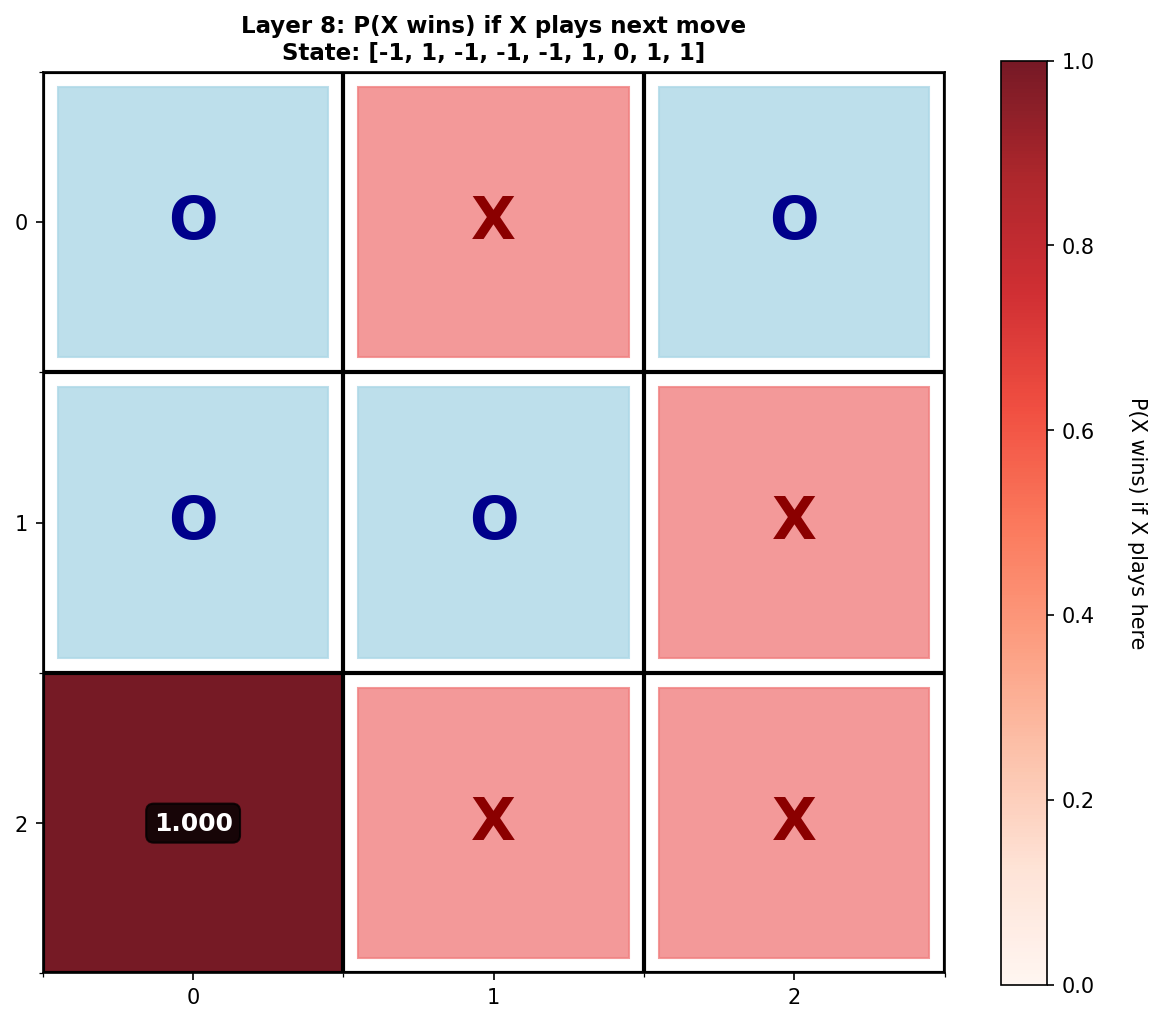 Layer 8: P(X wins) if X plays next move
State: [-1, 1, -1, -1, -1, 1, 0, 1, 1]
0
O
X
O
1
O
O
X
2
1.000
X
X
0
1
2
1.0
0.8
0.6
0.4
0.2
0.0
P(X wins) if X plays here